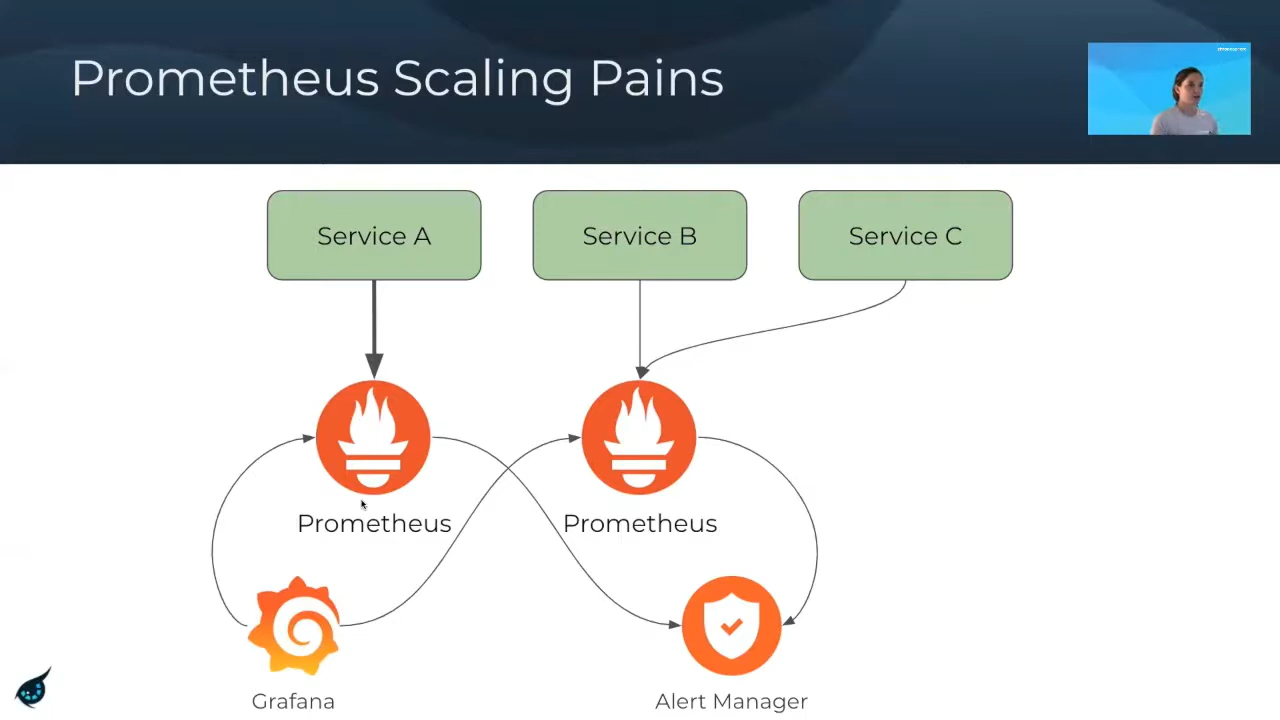 Prometheus Scaling Pains
Service A
Service B
Service C
Prometheus
Prometheus
Grafana
Alert Manager